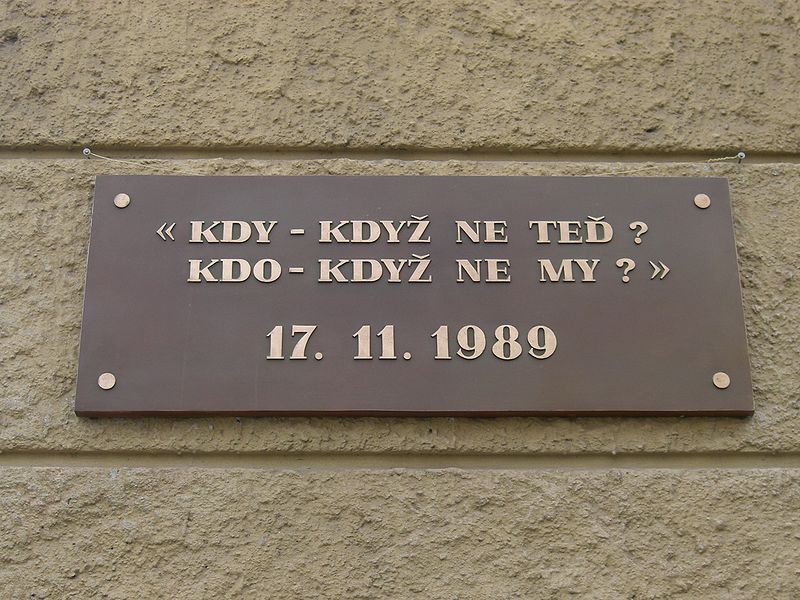 « KDY - KDYŽ NE TEĎ ?
KDO - KDYŽ NE MY ? »
17. 11. 1989